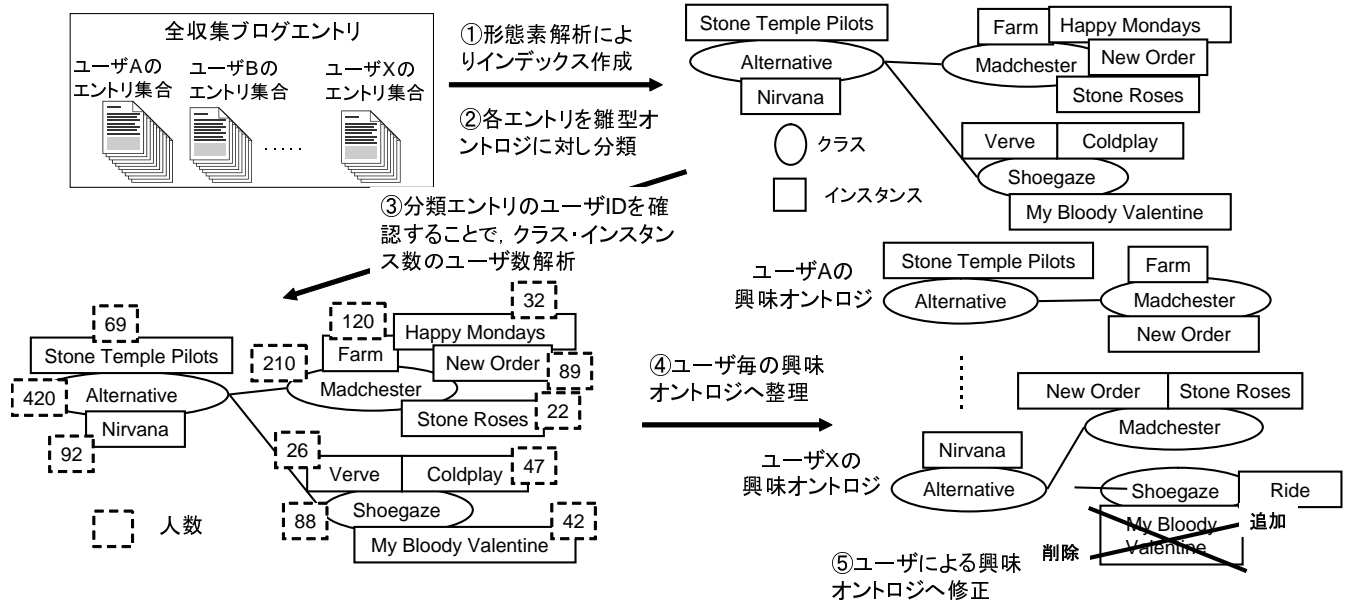 全収集ブログエントリ
ユーザAの
エントリ集合
ユーザBの
エントリ集合
.....
ユーザXの
エントリ集合
①形態素解析によ
りインデックス作成
②各エントリを雛型オ
ントロジに対し分類
Stone Temple Pilots
Alternative
Nirvana
Farm
Happy Mondays
Madchester
New Order
Stone Roses
Verve
Coldplay
Shoegaze
My Bloody Valentine
クラス
インスタンス
③分類エントリのユーザIDを確
認することで,クラス・インスタン
ス数のユーザ数解析
69
Stone Temple Pilots
420
Alternative
Nirvana
92
210
120
Farm
32
Happy Mondays
New Order
89
Madchester
Stone Roses
22
26
Verve
Coldplay
47
88
Shoegaze
My Bloody Valentine
42
人数
④ユーザ毎の興味
オントロジへ整理
ユーザAの
興味オントロジ
Stone Temple Pilots
Alternative
Farm
Madchester
New Order
ユーザXの
興味オントロジ
Nirvana
Alternative
New Order
Stone Roses
Madchester
Shoegaze
Ride
My Bloody
Valentine
追加
削除
⑤ユーザによる興味
オントロジへ修正